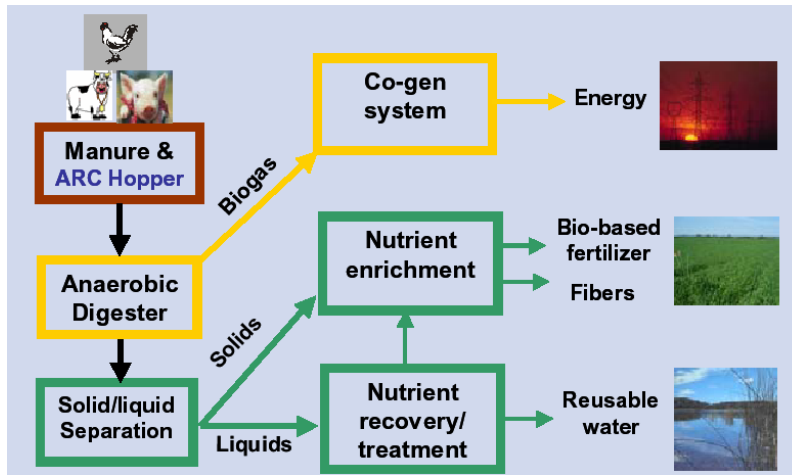 Manure &
ARC Hopper
Co-gen
system
Energy
Biogas
Anaerobic
Digester
Nutrient
enrichment
Bio-based
fertilizer
Fibers
Solids
Solid/liquid
Separation
Liquids
Nutrient
recovery/
treatment
Reusable
water